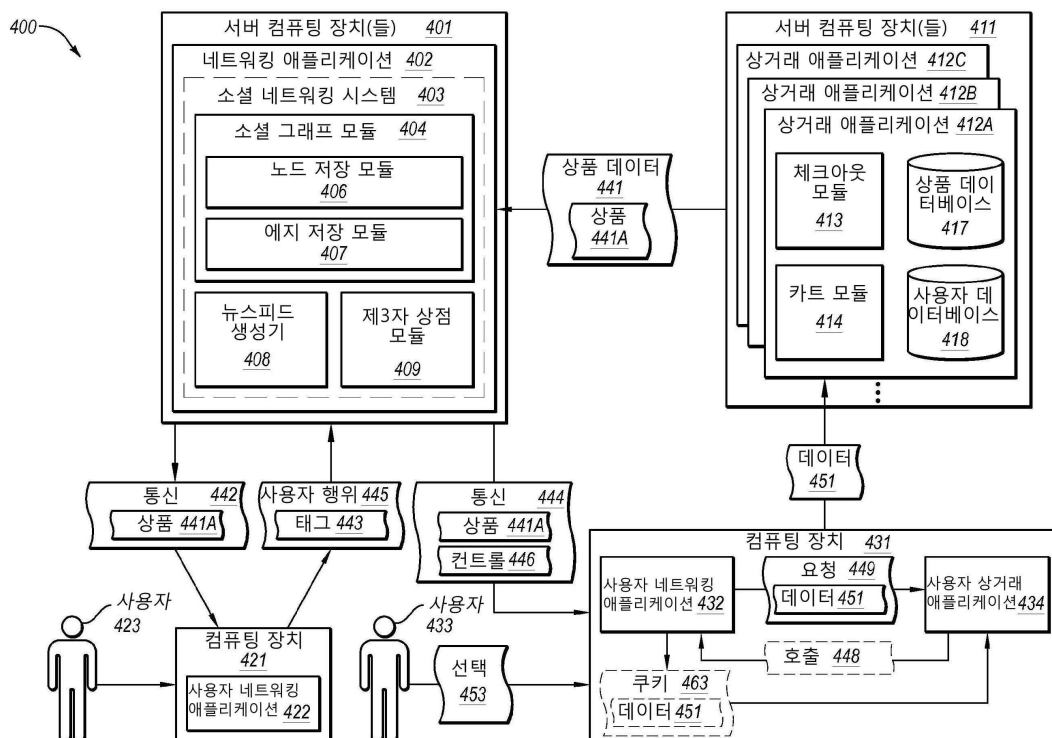 400
서버 컴퓨팅 장치(들) 401
네트워킹 애플리케이션 402
소셜 네트워킹 시스템 403
소셜 그래프 모듈 404
노드 저장 모듈
406
에지 저장 모듈
407
뉴스피드
생성기
408
제3자 상점
모듈
409
상품 데이터
441
상품
441A
서버 컴퓨팅 장치(들) 411
상거래 애플리케이션 412C
상거래 애플리케이션 412B
상거래 애플리케이션 412A
체크아웃
모듈
413
상품 데이
터베이스
417
카트 모듈
414
사용자 데
이터베이스
418
데이터
451
통신 442
상품 441A
사용자 행위 445
태그 443
통신 444
상품 441A
컨트롤 446
사용자
423
컴퓨팅 장치
421
사용자 네트워킹
애플리케이션 422
사용자
433
선택
453
컴퓨팅 장치 431
사용자 네트워킹
애플리케이션 432
요청 449
데이터 451
사용자 상거래
애플리케이션 434
호출 448
쿠키 463
데이터 451